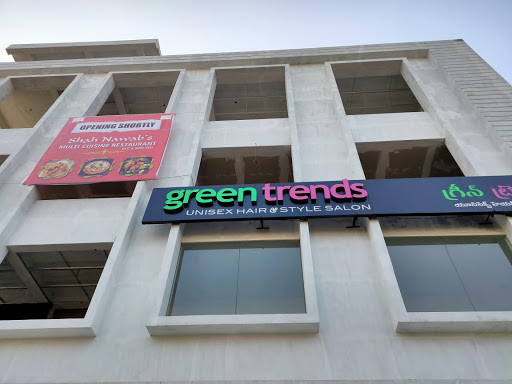 OPENING SHORTLY
Shah Nawab's
MULTI CUISINE RESTAURANT
green trends
UNISEX HAIR & STYLE SALON
గ్రీన్
యూనిసెక్స్ హెయిర్